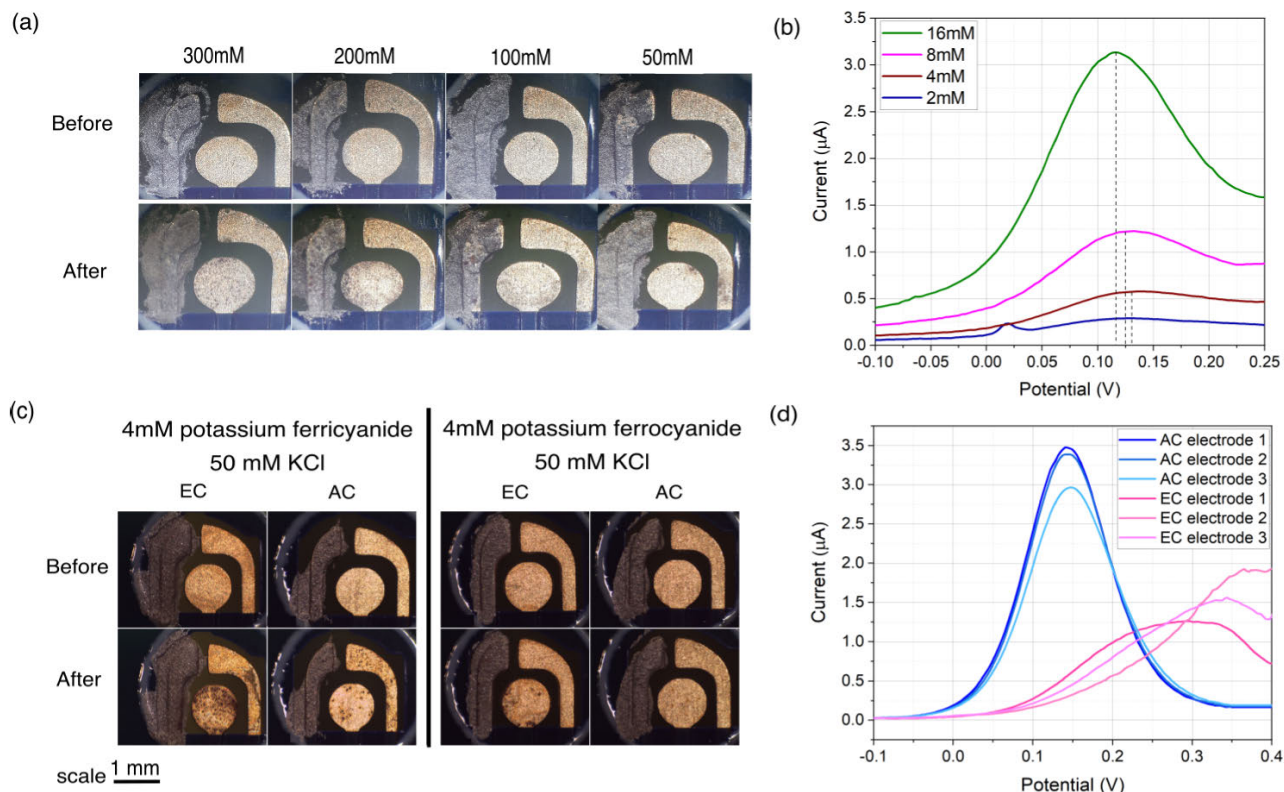 (a)
300mM 200mM 100mM 50mM
Before
After
(b)
16mM
8mM
4mM
2mM
Current (μA)
3.5
3.0
2.5
2.0
1.5
1.0
0.5
0.0
-0.10 -0.05 0.00 0.05 0.10 0.15 0.20 0.25
Potential (V)
(c)
4mM potassium ferricyanide 4mM potassium ferrocyanide
50 mM KCl 50 mM KCl
EC AC EC AC
Before
After
scale 1 mm
(d)
AC electrode 1
AC electrode 2
AC electrode 3
EC electrode 1
EC electrode 2
EC electrode 3
Current (μA)
3.5
3.0
2.5
2.0
1.5
1.0
0.5
0.0
-0.1 0.0 0.1 0.2 0.3 0.4
Potential (V)